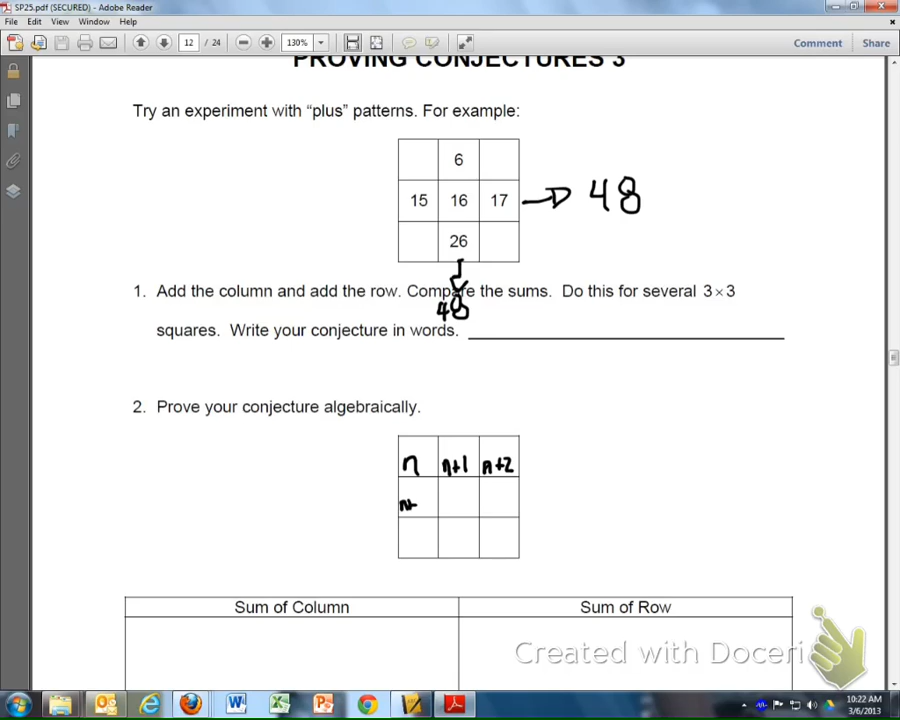 SP25.pdf (SECURED) - Adobe Reader
File Edit View Window Help
12 / 24 130% Comment Share
PROVING CONJECTURES 3
Try an experiment with “plus” patterns. For example:
6
15 16 17 48
26
1. Add the column and add the row. Compare the sums. Do this for several 3×3
48
squares. Write your conjecture in words.
2. Prove your conjecture algebraically.
n n+1 n+2
n+
Sum of Column Sum of Row
Created with Doceri
10:22 AM
3/6/2013